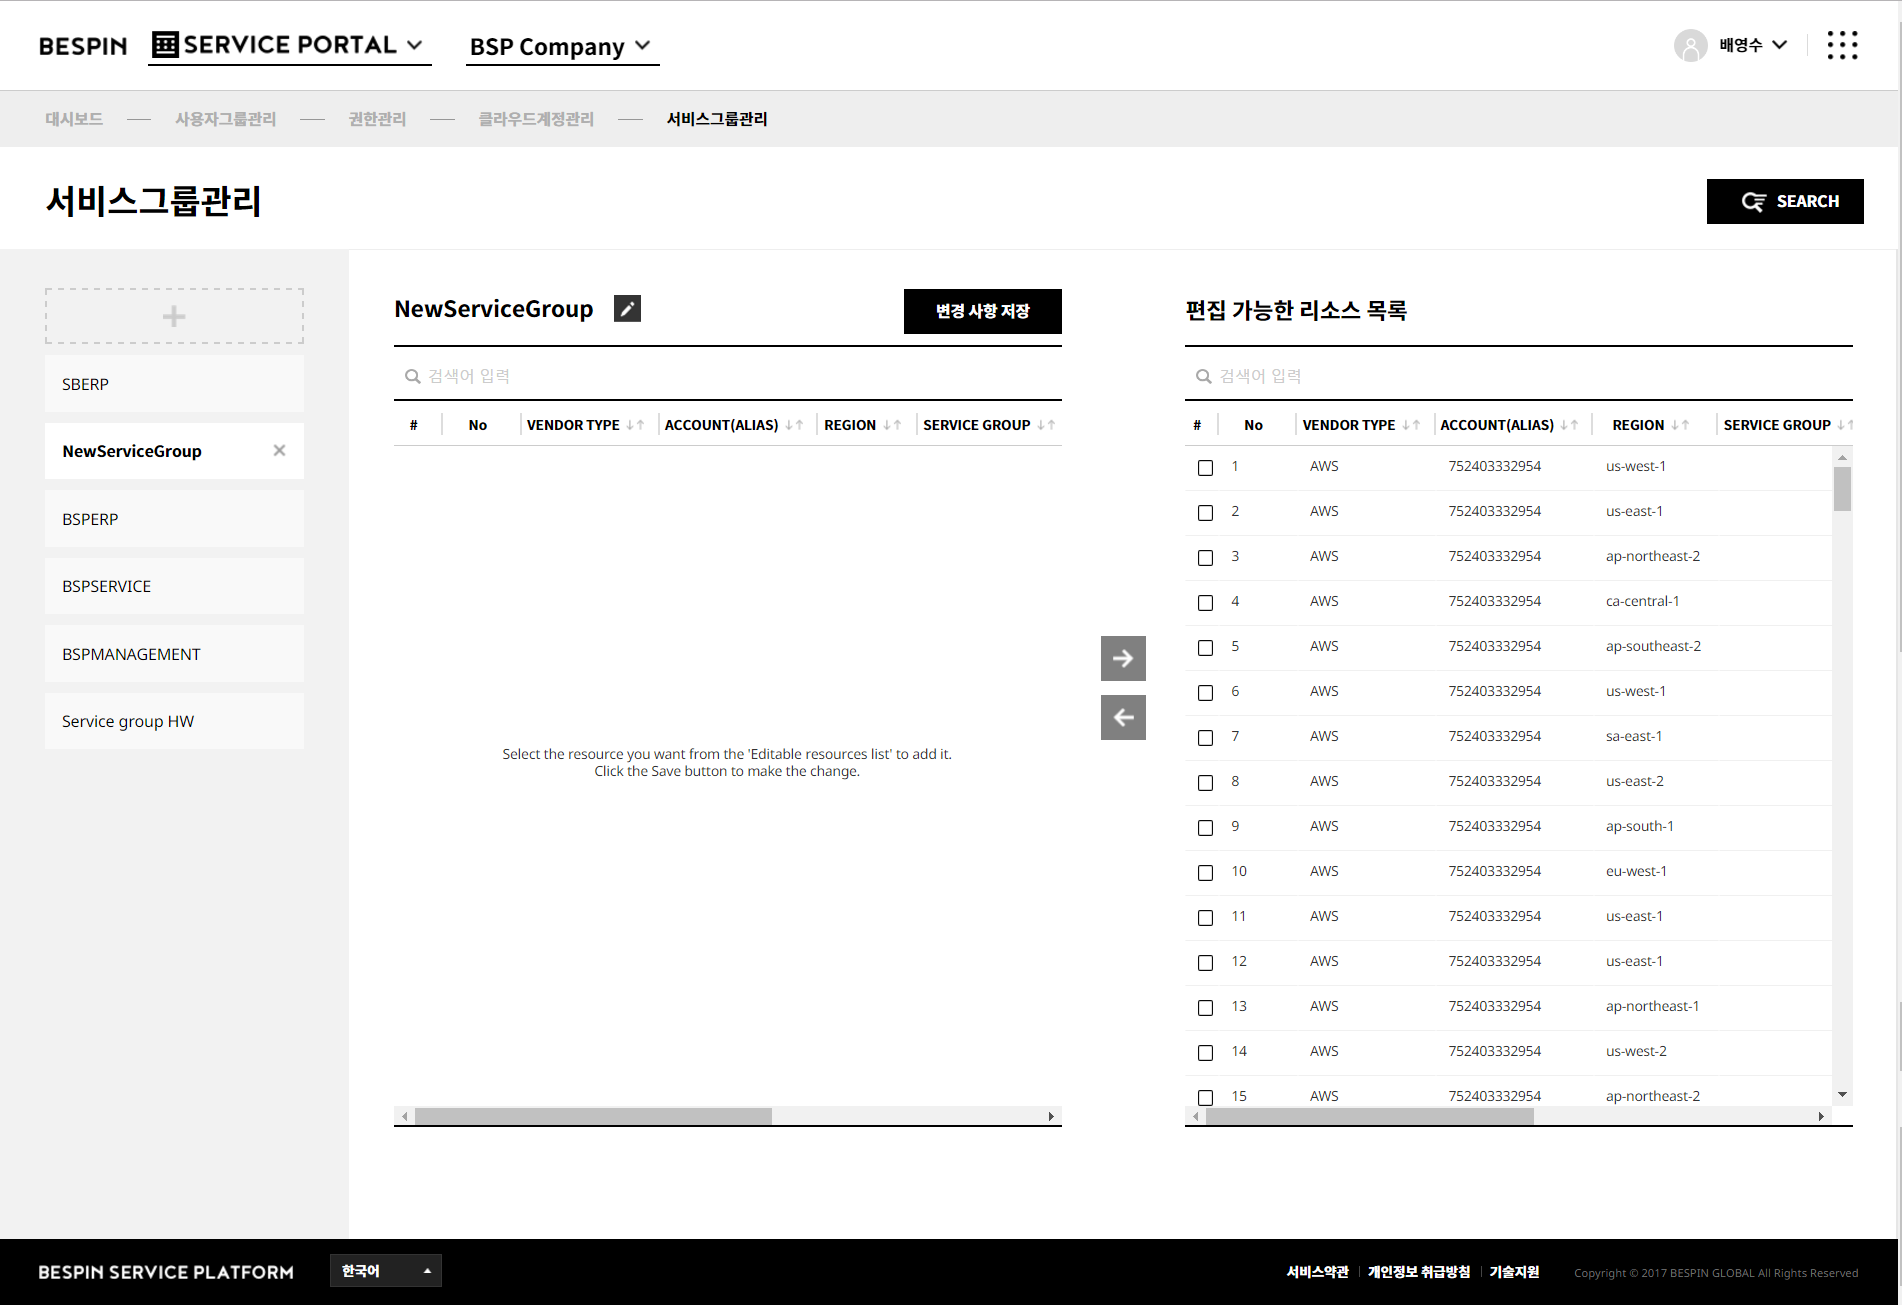 BESPIN SERVICE PORTAL BSP Company 배영수
대시보드 사용자그룹관리 권한관리 클라우드계정관리 서비스그룹관리
서비스그룹관리 SEARCH
SBERP
NewServiceGroup
BSPERP
BSPSERVICE
BSPMANAGEMENT
Service group HW
NewServiceGroup 변경 사항 저장
검색어 입력
# No VENDOR TYPE ACCOUNT(ALIAS) REGION SERVICE GROUP
Select the resource you want from the 'Editable resources list' to add it.
Click the Save button to make the change.
편집 가능한 리소스 목록
검색어 입력
# No VENDOR TYPE ACCOUNT(ALIAS) REGION SERVICE GROUP
1 AWS 752403332954 us-west-1
2 AWS 752403332954 us-east-1
3 AWS 752403332954 ap-northeast-2
4 AWS 752403332954 ca-central-1
5 AWS 752403332954 ap-southeast-2
6 AWS 752403332954 us-west-1
7 AWS 752403332954 sa-east-1
8 AWS 752403332954 us-east-2
9 AWS 752403332954 ap-south-1
10 AWS 752403332954 eu-west-1
11 AWS 752403332954 us-east-1
12 AWS 752403332954 us-east-1
13 AWS 752403332954 ap-northeast-1
14 AWS 752403332954 us-west-2
15 AWS 752403332954 ap-northeast-2
BESPIN SERVICE PLATFORM 한국어 서비스약관 개인정보 취급방침 기술지원 Copyright © 2017 BESPIN GLOBAL All Rights Reserved